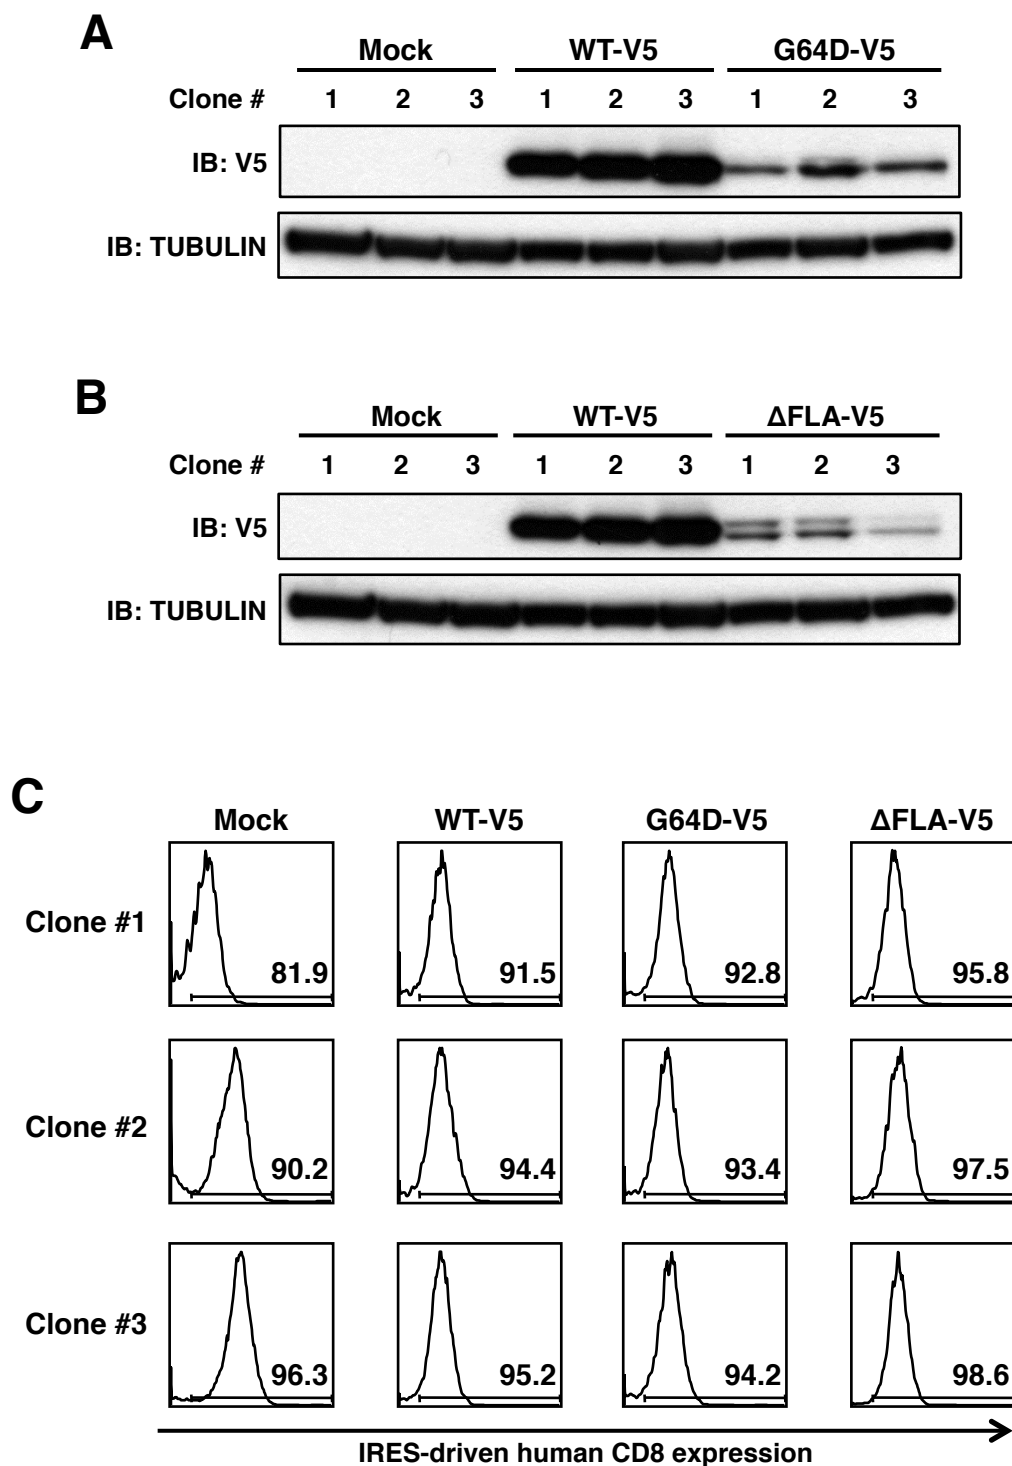 A
Mock WT-V5 G64D-V5
Clone # 1 2 3 1 2 3 1 2 3
IB: V5
IB: TUBULIN
B
Mock WT-V5 ΔFLA-V5
Clone # 1 2 3 1 2 3 1 2 3
IB: V5
IB: TUBULIN
C
Mock WT-V5 G64D-V5 ΔFLA-V5
Clone #1 81.9 91.5 92.8 95.8
Clone #2 90.2 94.4 93.4 97.5
Clone #3 96.3 95.2 94.2 98.6
IRES-driven human CD8 expression